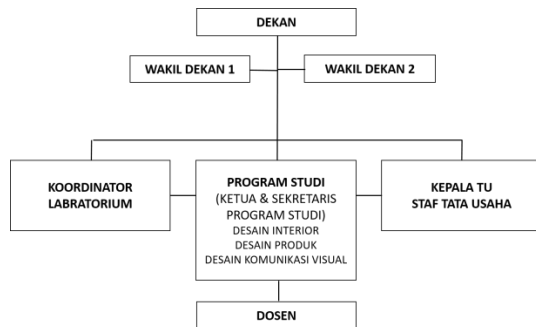 DEKAN
WAKIL DEKAN 1
WAKIL DEKAN 2
KOORDINATOR
LABRATORIUM
PROGRAM STUDI
(KETUA & SEKRETARIS
PROGRAM STUDI)
DESAIN INTERIOR
DESAIN PRODUK
DESAIN KOMUNIKASI VISUAL
KEPALA TU
STAF TATA USAHA
DOSEN